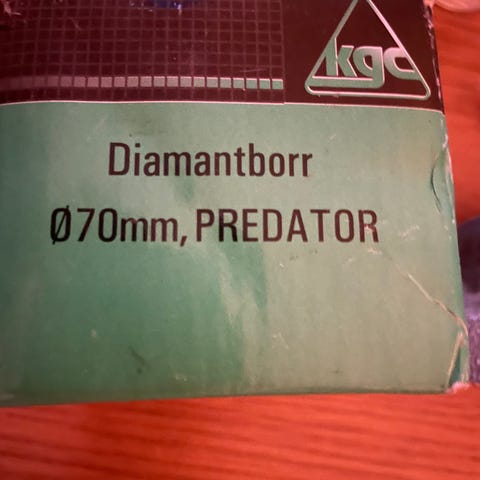 kgc
Diamantborr
Ø70mm, PREDATOR